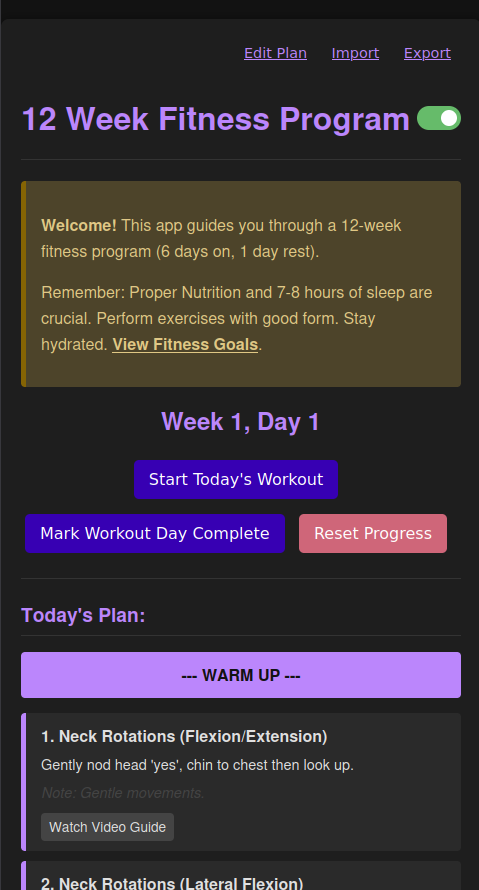 Edit Plan Import Export
12 Week Fitness Program
Welcome! This app guides you through a 12-week
fitness program (6 days on, 1 day rest).
Remember: Proper Nutrition and 7-8 hours of sleep are
crucial. Perform exercises with good form. Stay
hydrated. View Fitness Goals.
Week 1, Day 1
Start Today's Workout
Mark Workout Day Complete Reset Progress
Today's Plan:
--- WARM UP ---
1. Neck Rotations (Flexion/Extension)
Gently nod head 'yes', chin to chest then look up.
Note: Gentle movements.
Watch Video Guide
2. Neck Rotations (Lateral Flexion)